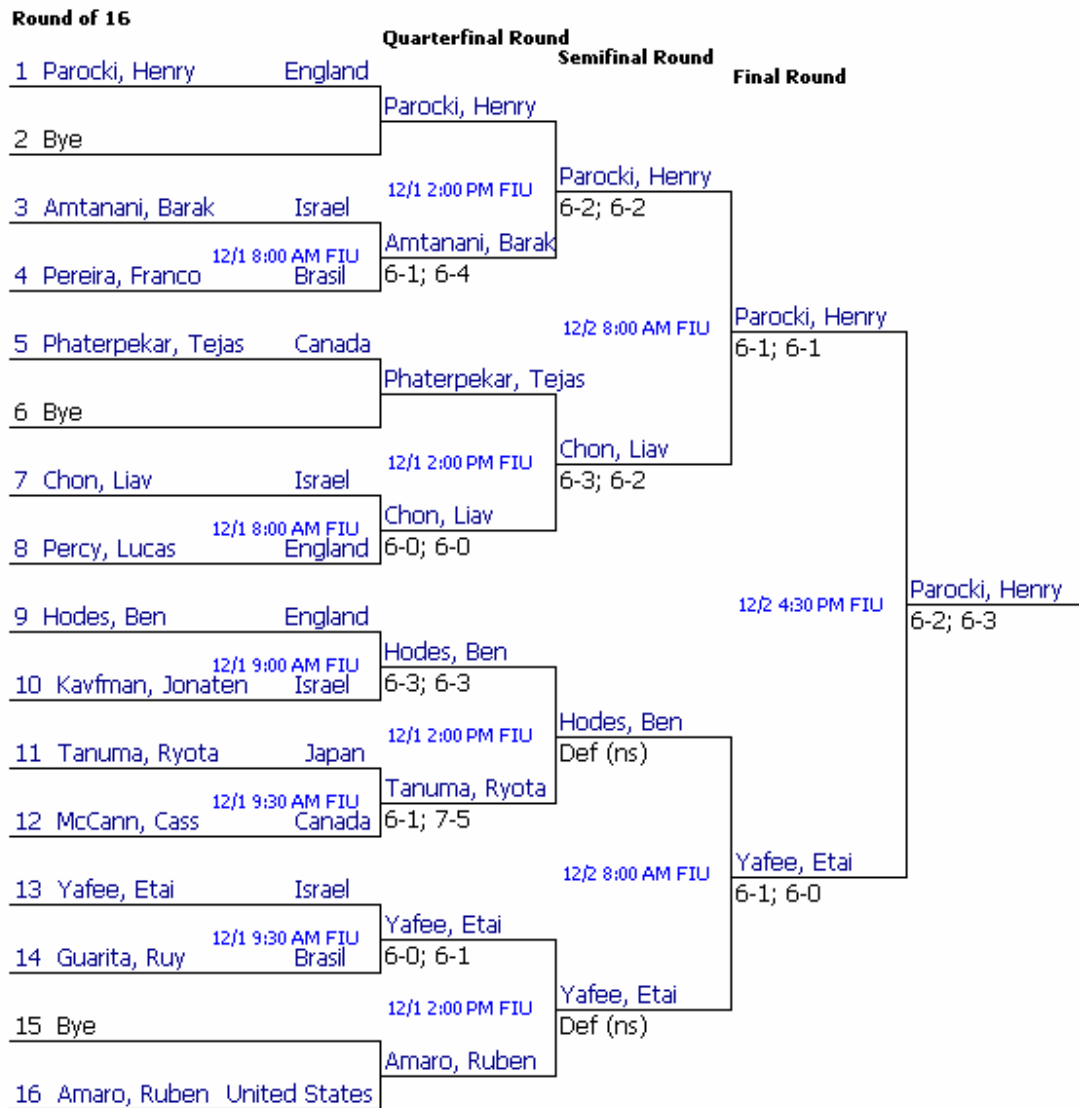 Round of 16
Quarterfinal Round
Semifinal Round
Final Round
1 Parocki, Henry England
Parocki, Henry
2 Bye
12/1 2:00 PM FIU
Parocki, Henry
6-2; 6-2
3 Amtanani, Barak Israel
12/1 8:00 AM FIU
Amtanani, Barak
6-1; 6-4
4 Pereira, Franco Brasil
12/2 8:00 AM FIU
Parocki, Henry
6-1; 6-1
5 Phaterpekar, Tejas Canada
Phaterpekar, Tejas
6 Bye
12/1 2:00 PM FIU
Chon, Liav
6-3; 6-2
7 Chon, Liav Israel
12/1 8:00 AM FIU
Chon, Liav
6-0; 6-0
8 Percy, Lucas England
12/2 4:30 PM FIU
Parocki, Henry
6-2; 6-3
9 Hodes, Ben England
12/1 9:00 AM FIU
Hodes, Ben
6-3; 6-3
10 Kavfman, Jonaten Israel
12/1 2:00 PM FIU
Hodes, Ben
Def (ns)
11 Tanuma, Ryota Japan
12/1 9:30 AM FIU
Tanuma, Ryota
6-1; 7-5
12 McCann, Cass Canada
12/2 8:00 AM FIU
Yafee, Etai
6-1; 6-0
13 Yafee, Etai Israel
12/1 9:30 AM FIU
Yafee, Etai
6-0; 6-1
14 Guarita, Ruy Brasil
12/1 2:00 PM FIU
Yafee, Etai
Def (ns)
15 Bye
Amaro, Ruben
16 Amaro, Ruben United States